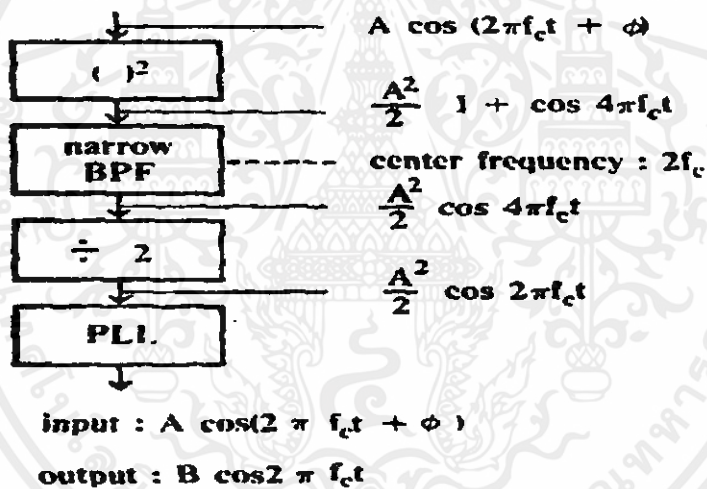 A cos (2πf_ct + φ)
( )²
A²/2 1 + cos 4πf_ct
narrow
BPF
center frequency : 2f_c
A²/2 cos 4πf_ct
÷ 2
A²/2 cos 2πf_ct
PLL
input : A cos(2 π f_ct + φ )
output : B cos2 π f_ct